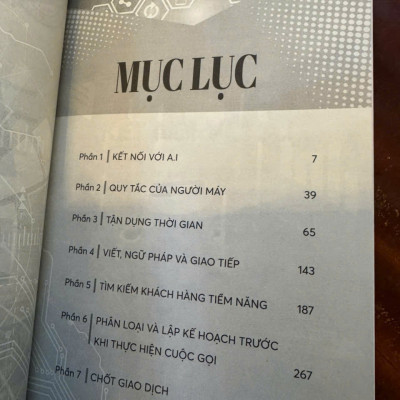 MỤC LỤC
Phần 1 | KẾT NỐI VỚI A.I 7
Phần 2 | QUY TẮC CỦA NGƯỜI MÁY 39
Phần 3 | TẬN DỤNG THỜI GIAN 65
Phần 4 | VIẾT, NGỮ PHÁP VÀ GIAO TIẾP 143
Phần 5 | TÌM KIẾM KHÁCH HÀNG TIỀM NĂNG 187
Phần 6 | PHÂN LOẠI VÀ LẬP KẾ HOẠCH TRƯỚC
KHI THỰC HIỆN CUỘC GỌI 267
Phần 7 | CHỐT GIAO DỊCH